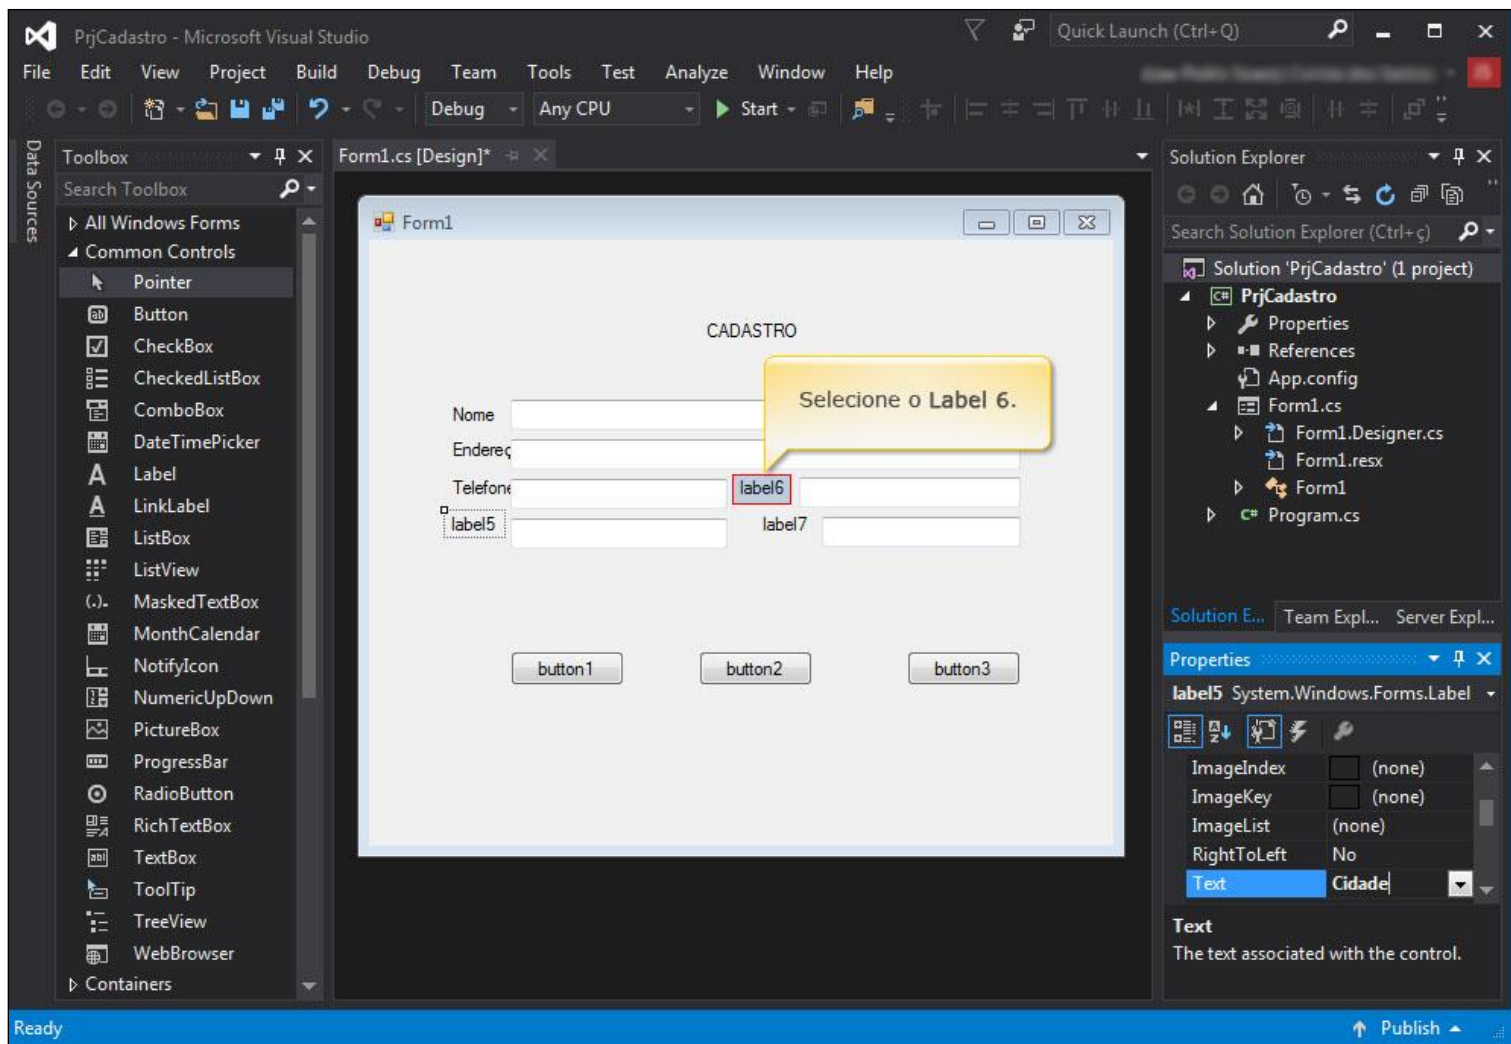 PrjCadastro - Microsoft Visual Studio
Quick Launch (Ctrl+Q)
File Edit View Project Build Debug Team Tools Test Analyze Window Help
Debug Any CPU Start
Data Sources
Toolbox
Search Toolbox
All Windows Forms
Common Controls
Pointer
Button
CheckBox
CheckedListBox
ComboBox
DateTimePicker
Label
LinkLabel
ListBox
ListView
MaskedTextBox
MonthCalendar
NotifyIcon
NumericUpDown
PictureBox
ProgressBar
RadioButton
RichTextBox
TextBox
ToolTip
TreeView
WebBrowser
Containers
Form1.cs [Design]*
Form1
CADASTRO
Selecione o Label 6.
Nome
Endereç
Telefone
label6
label5
label7
button1 button2 button3
Solution Explorer
Search Solution Explorer (Ctrl+ç)
Solution 'PrjCadastro' (1 project)
PrjCadastro
Properties
References
App.config
Form1.cs
Form1.Designer.cs
Form1.resx
Form1
Program.cs
Solution E... Team Expl... Server Expl...
Properties
label5 System.Windows.Forms.Label
ImageIndex (none)
ImageKey (none)
ImageList (none)
RightToLeft No
Text Cidade
Text
The text associated with the control.
Ready
Publish